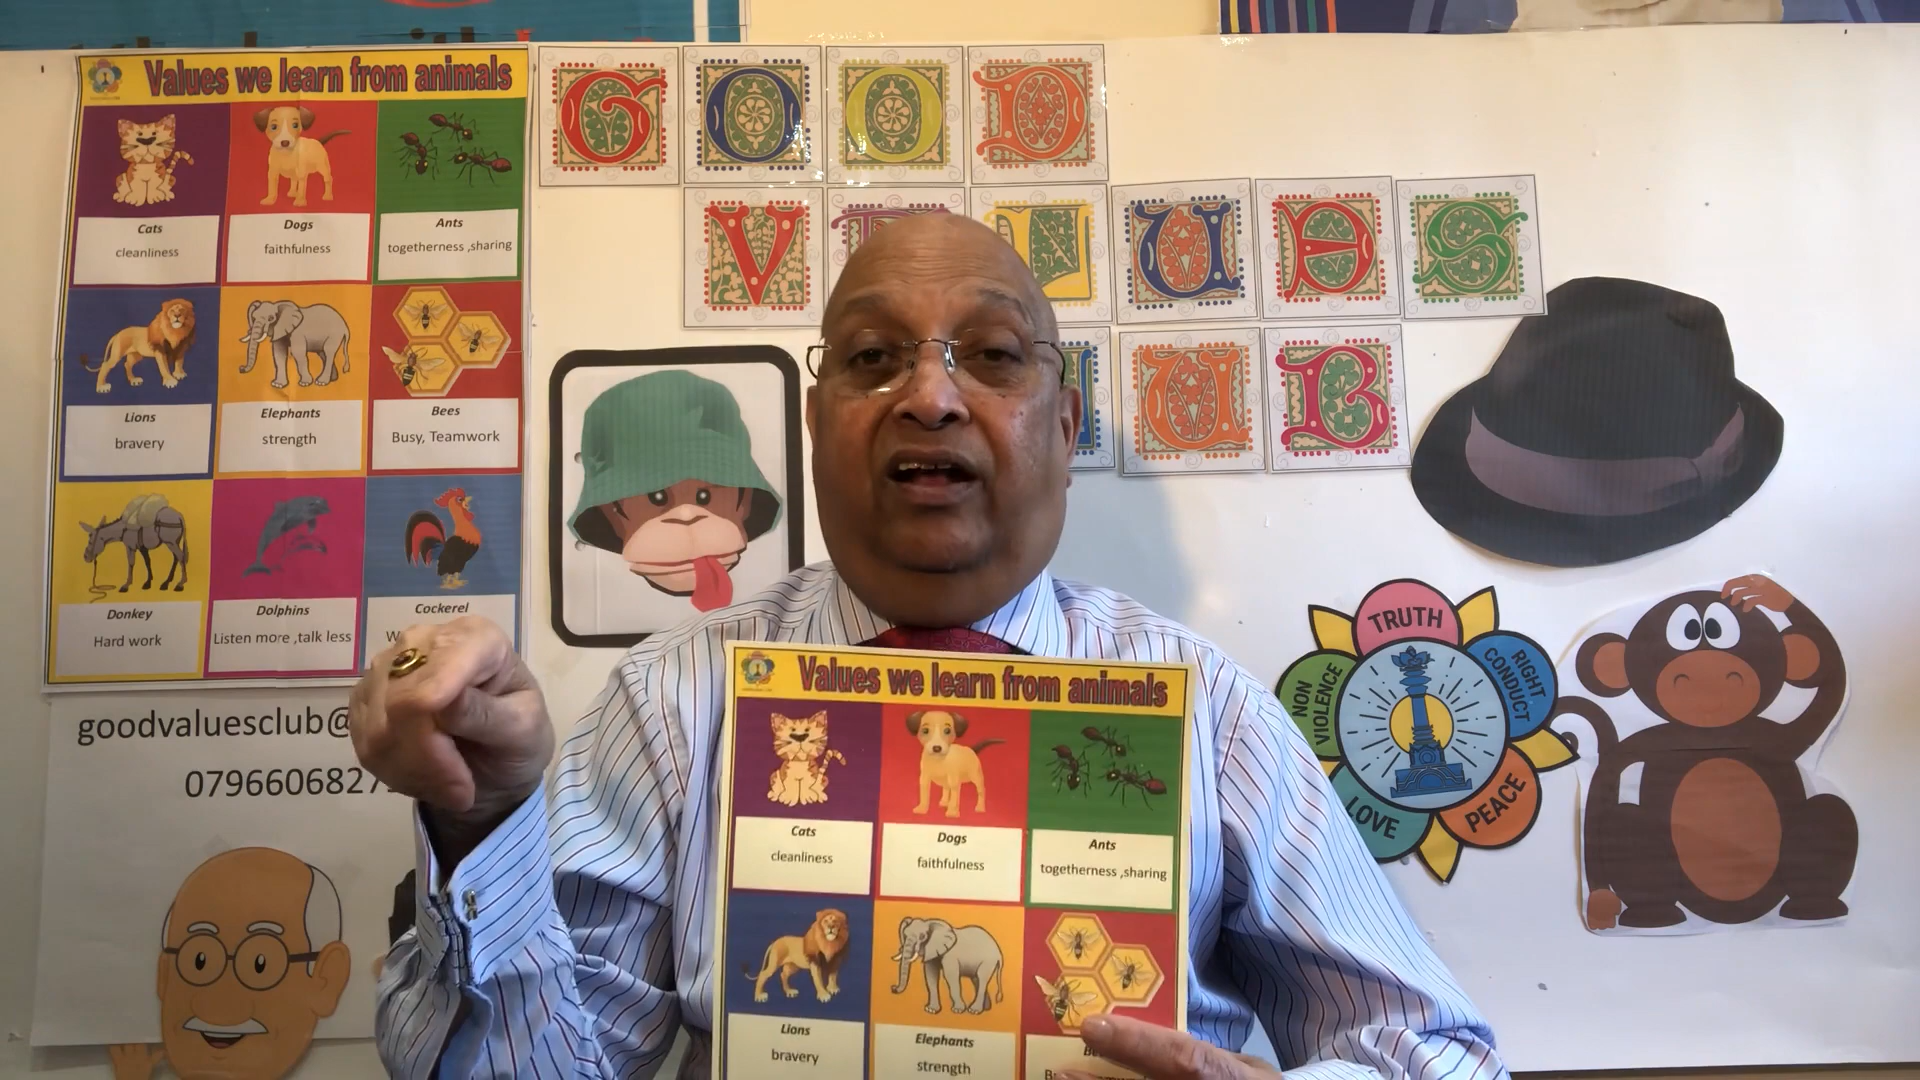 Values we learn from animals
Cats
cleanliness
Dogs
faithfulness
Ants
togetherness ,sharing
Lions
bravery
Elephants
strength
Bees
Busy, Teamwork
Donkey
Hard work
Dolphins
Listen more ,talk less
Cockerel
GOOD
goodvaluesclub@
0796606827
TRUTH
RIGHT
CONDUCT
PEACE
LOVE
NON
VIOLENCE
Values we learn from animals
Cats
cleanliness
Dogs
faithfulness
Ants
togetherness ,sharing
Lions
bravery
Elephants
strength